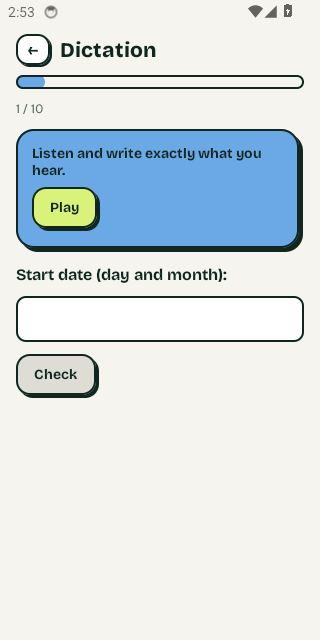 2:53
← Dictation
1 / 10
Listen and write exactly what you
hear.
Play
Start date (day and month):
Check